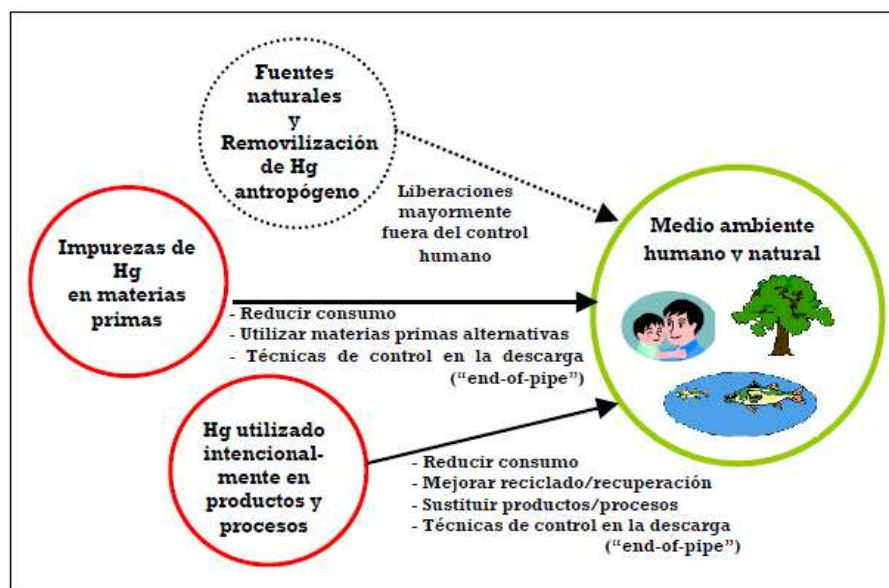 Fuentes
naturales
y
Removilización
de Hg
antropógeno
Liberaciones
mayormente
fuera del control
humano
Medio ambiente
humano y natural
Impurezas de
Hg
en materias
primas
- Reducir consumo
- Utilizar materias primas alternativas
- Técnicas de control en la descarga
("end-of-pipe")
Hg utilizado
intencional-
mente en
productos y
procesos
- Reducir consumo
- Mejorar reciclado/recuperación
- Sustituir productos/procesos
- Técnicas de control en la descarga
("end-of-pipe")